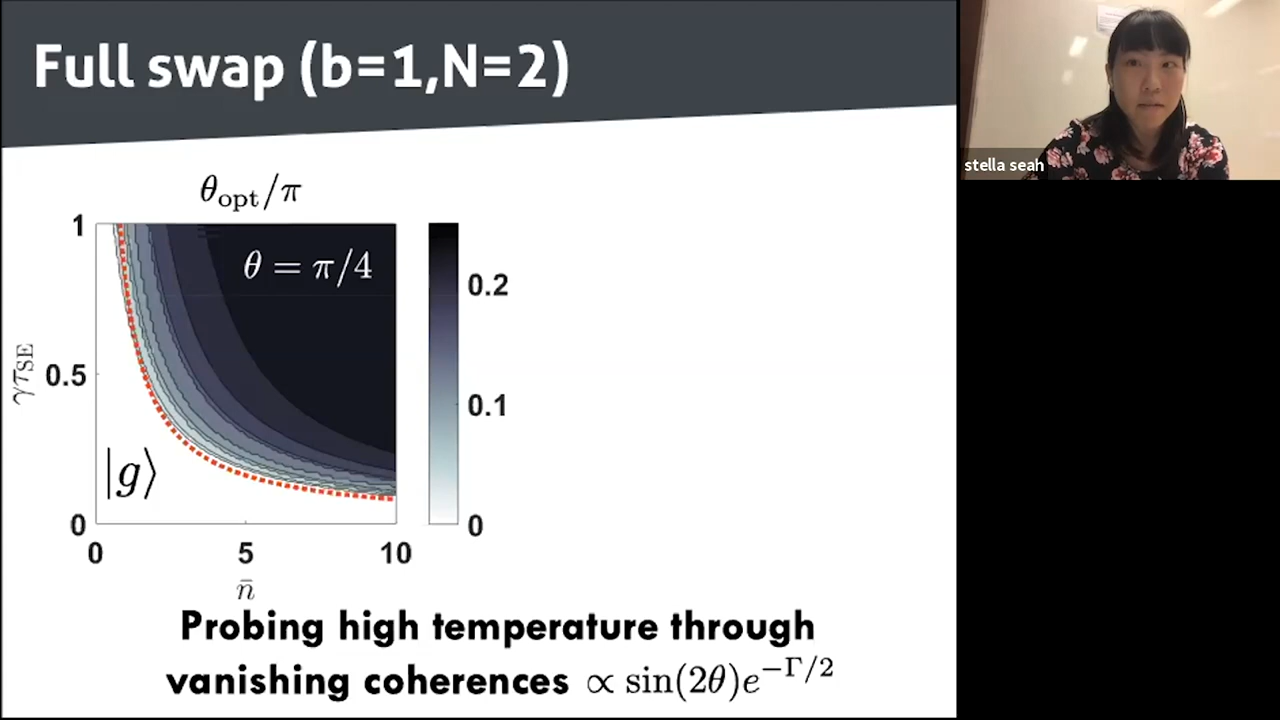 Full swap (b=1,N=2)
stella seah
θ_opt/π
1
0.5
0
γτ_SE
θ = π/4
|g⟩
0
5
10
n̄
0.2
0.1
0
Probing high temperature through
vanishing coherences ∝ sin(2θ)e^{−Γ/2}